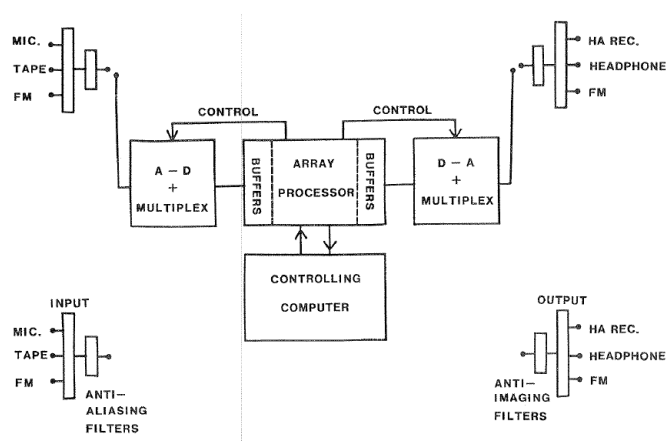 MIC.
TAPE
FM
HA REC.
HEADPHONE
FM
CONTROL
CONTROL
A – D
+
MULTIPLEX
BUFFERS
ARRAY
PROCESSOR
BUFFERS
D – A
+
MULTIPLEX
CONTROLLING
COMPUTER
INPUT
MIC.
TAPE
FM
ANTI–
ALIASING
FILTERS
OUTPUT
HA REC.
HEADPHONE
FM
ANTI–
IMAGING
FILTERS